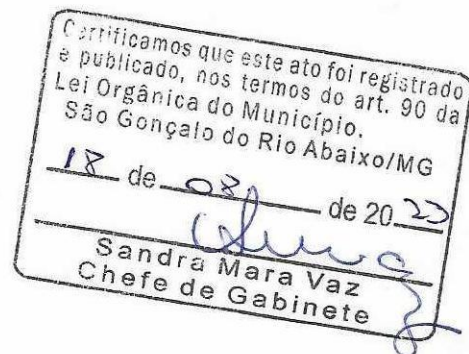 Certificamos que este ato foi registrado
e publicado, nos termos do art. 90 da
Lei Orgânica do Município.
São Gonçalo do Rio Abaixo/MG
18 de 08 de 2023
Sandra Mara Vaz
Chefe de Gabinete